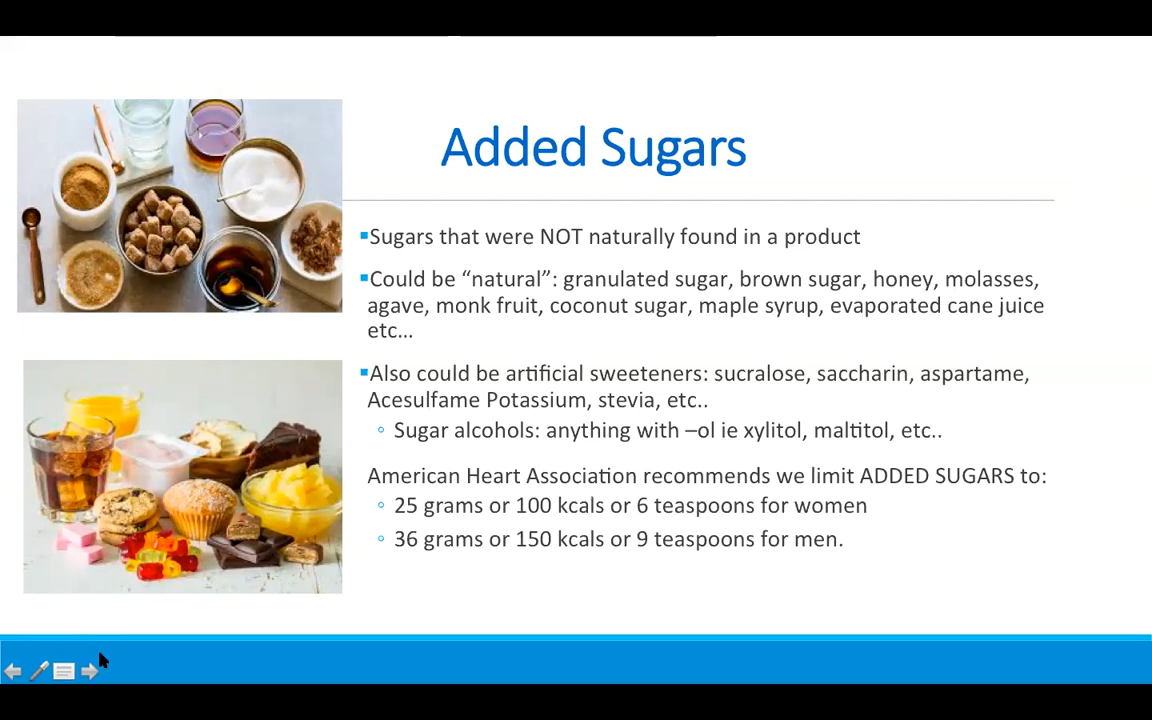 Added Sugars
▪Sugars that were NOT naturally found in a product
▪Could be “natural”: granulated sugar, brown sugar, honey, molasses,
agave, monk fruit, coconut sugar, maple syrup, evaporated cane juice
etc…
▪Also could be artificial sweeteners: sucralose, saccharin, aspartame,
Acesulfame Potassium, stevia, etc..
◦ Sugar alcohols: anything with –ol ie xylitol, maltitol, etc..
American Heart Association recommends we limit ADDED SUGARS to:
◦ 25 grams or 100 kcals or 6 teaspoons for women
◦ 36 grams or 150 kcals or 9 teaspoons for men.